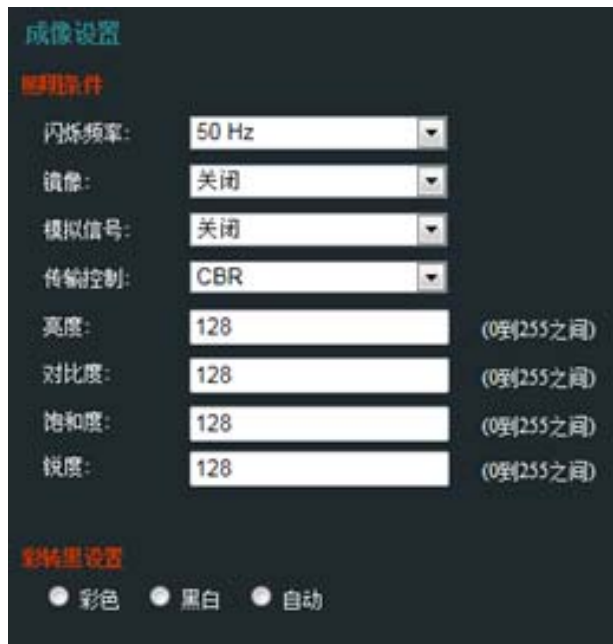 成像设置
照明条件
闪烁频率: 50 Hz
镜像: 关闭
模拟信号: 关闭
传输控制: CBR
亮度: 128 (0到255之间)
对比度: 128 (0到255之间)
饱和度: 128 (0到255之间)
锐度: 128 (0到255之间)
彩转黑设置
彩色 黑白 自动